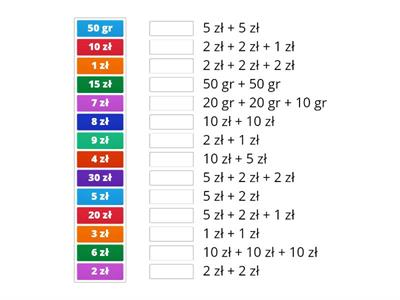 50 gr 5 zł + 5 zł
10 zł 2 zł + 2 zł + 1 zł
1 zł 2 zł + 2 zł + 2 zł
15 zł 50 gr + 50 gr
7 zł 20 gr + 20 gr + 10 gr
8 zł 10 zł + 10 zł
9 zł 2 zł + 1 zł
4 zł 10 zł + 5 zł
30 zł 5 zł + 2 zł + 2 zł
5 zł 5 zł + 2 zł
20 zł 5 zł + 2 zł + 1 zł
3 zł 1 zł + 1 zł
6 zł 10 zł + 10 zł + 10 zł
2 zł 2 zł + 2 zł